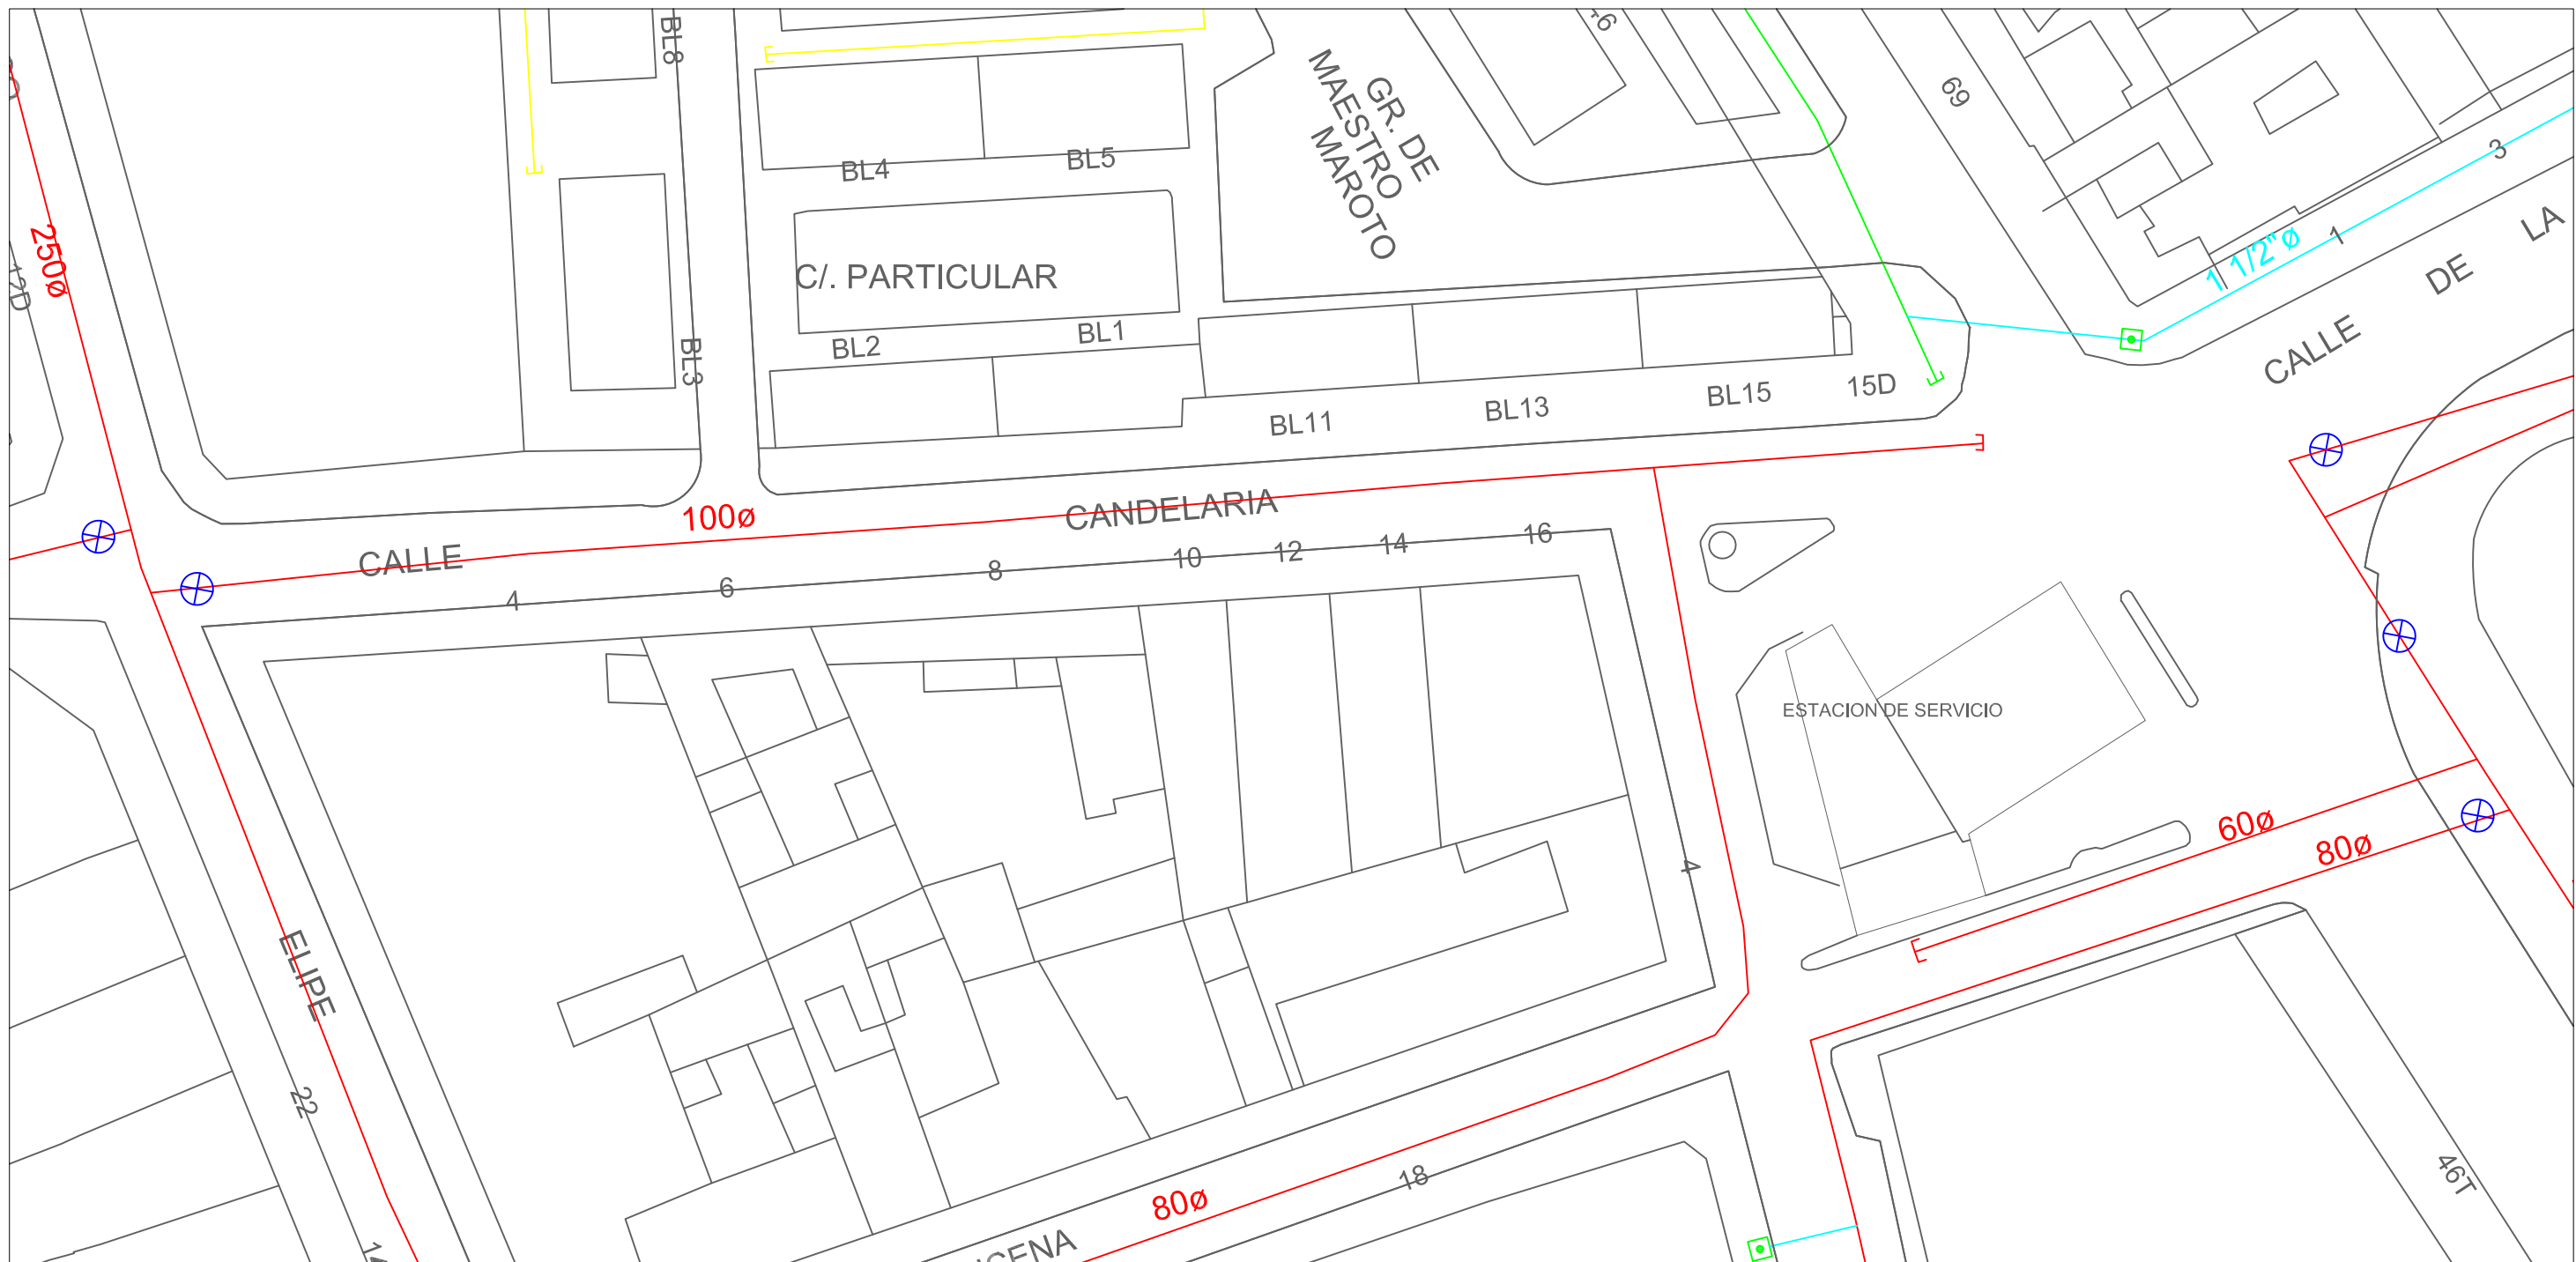 BL8
69
GR. DE
MAESTRO
MAROTO
3
BL4
BL5
250ø
12D
C/. PARTICULAR
1
1 1/2"ø
CALLE DE LA
BL2
BL1
BL3
BL11
BL13
BL15
15D
100ø
CALLE CANDELARIA
4
6
8
10
12
14
16
ESTACION DE SERVICIO
60ø
80ø
4
ELIPE
22
18
80ø
46T